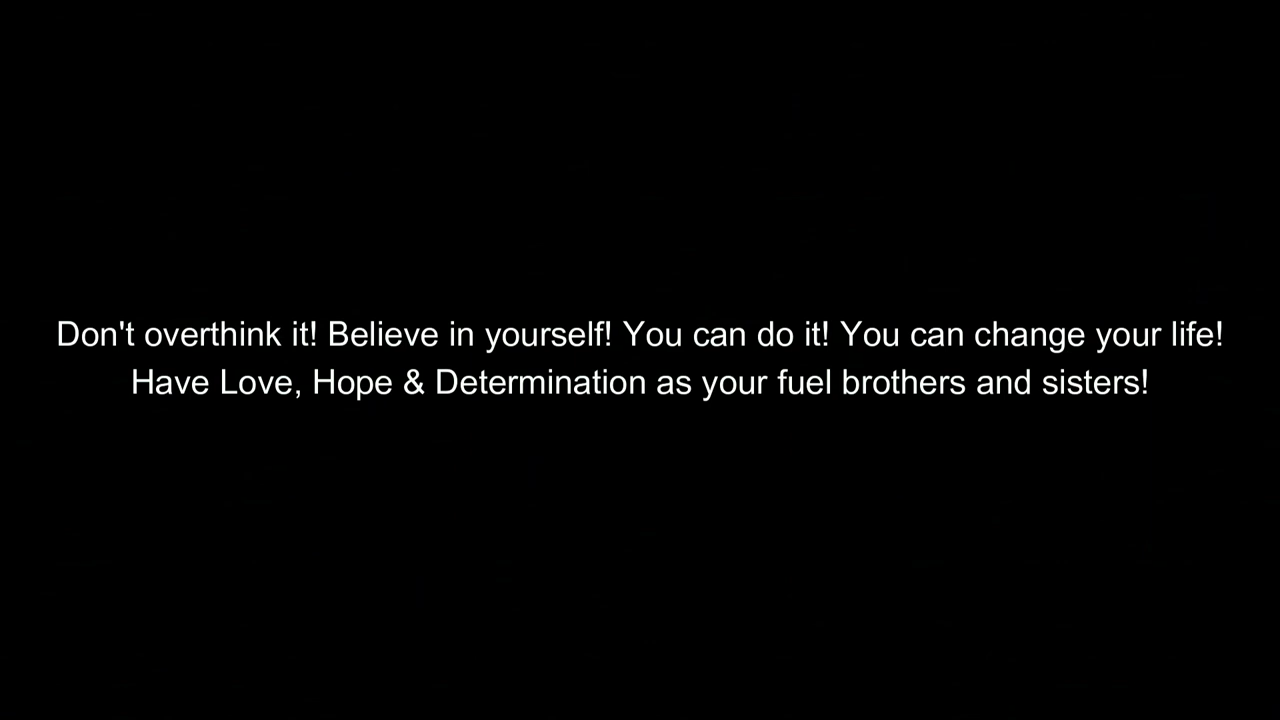 Don't overthink it! Believe in yourself! You can do it! You can change your life!
Have Love, Hope & Determination as your fuel brothers and sisters!